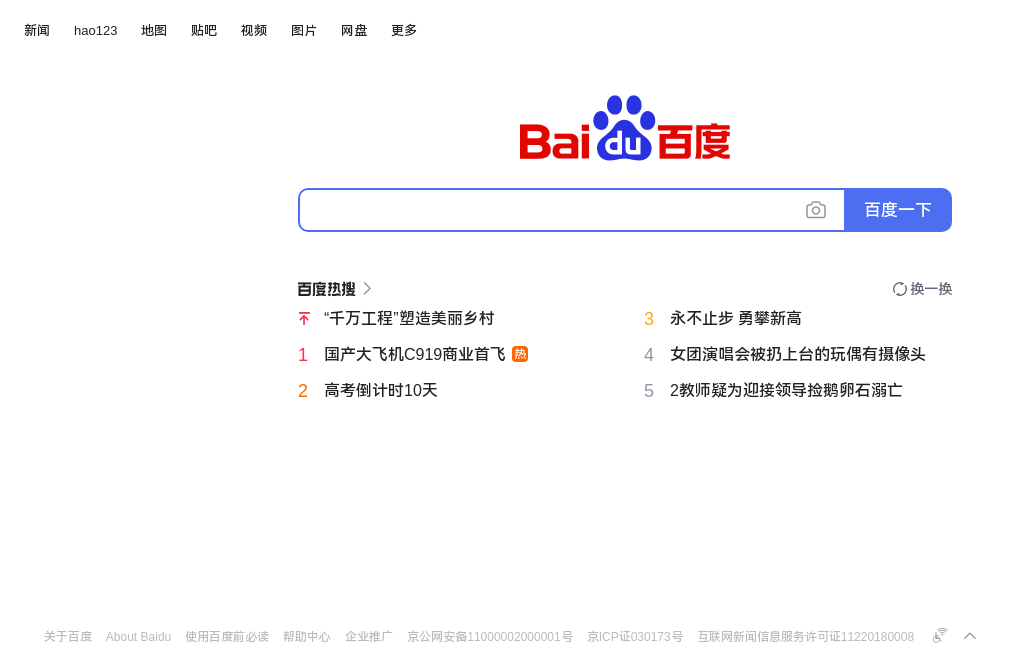 新闻 hao123 地图 贴吧 视频 图片 网盘 更多
Bai du 百度
百度一下
百度热搜 换一换
“千万工程”塑造美丽乡村
1 国产大飞机C919商业首飞 热
2 高考倒计时10天
3 永不止步 勇攀新高
4 女团演唱会被扔上台的玩偶有摄像头
5 2教师疑为迎接领导捡鹅卵石溺亡
关于百度 About Baidu 使用百度前必读 帮助中心 企业推广 京公网安备11000002000001号 京ICP证030173号 互联网新闻信息服务许可证11220180008